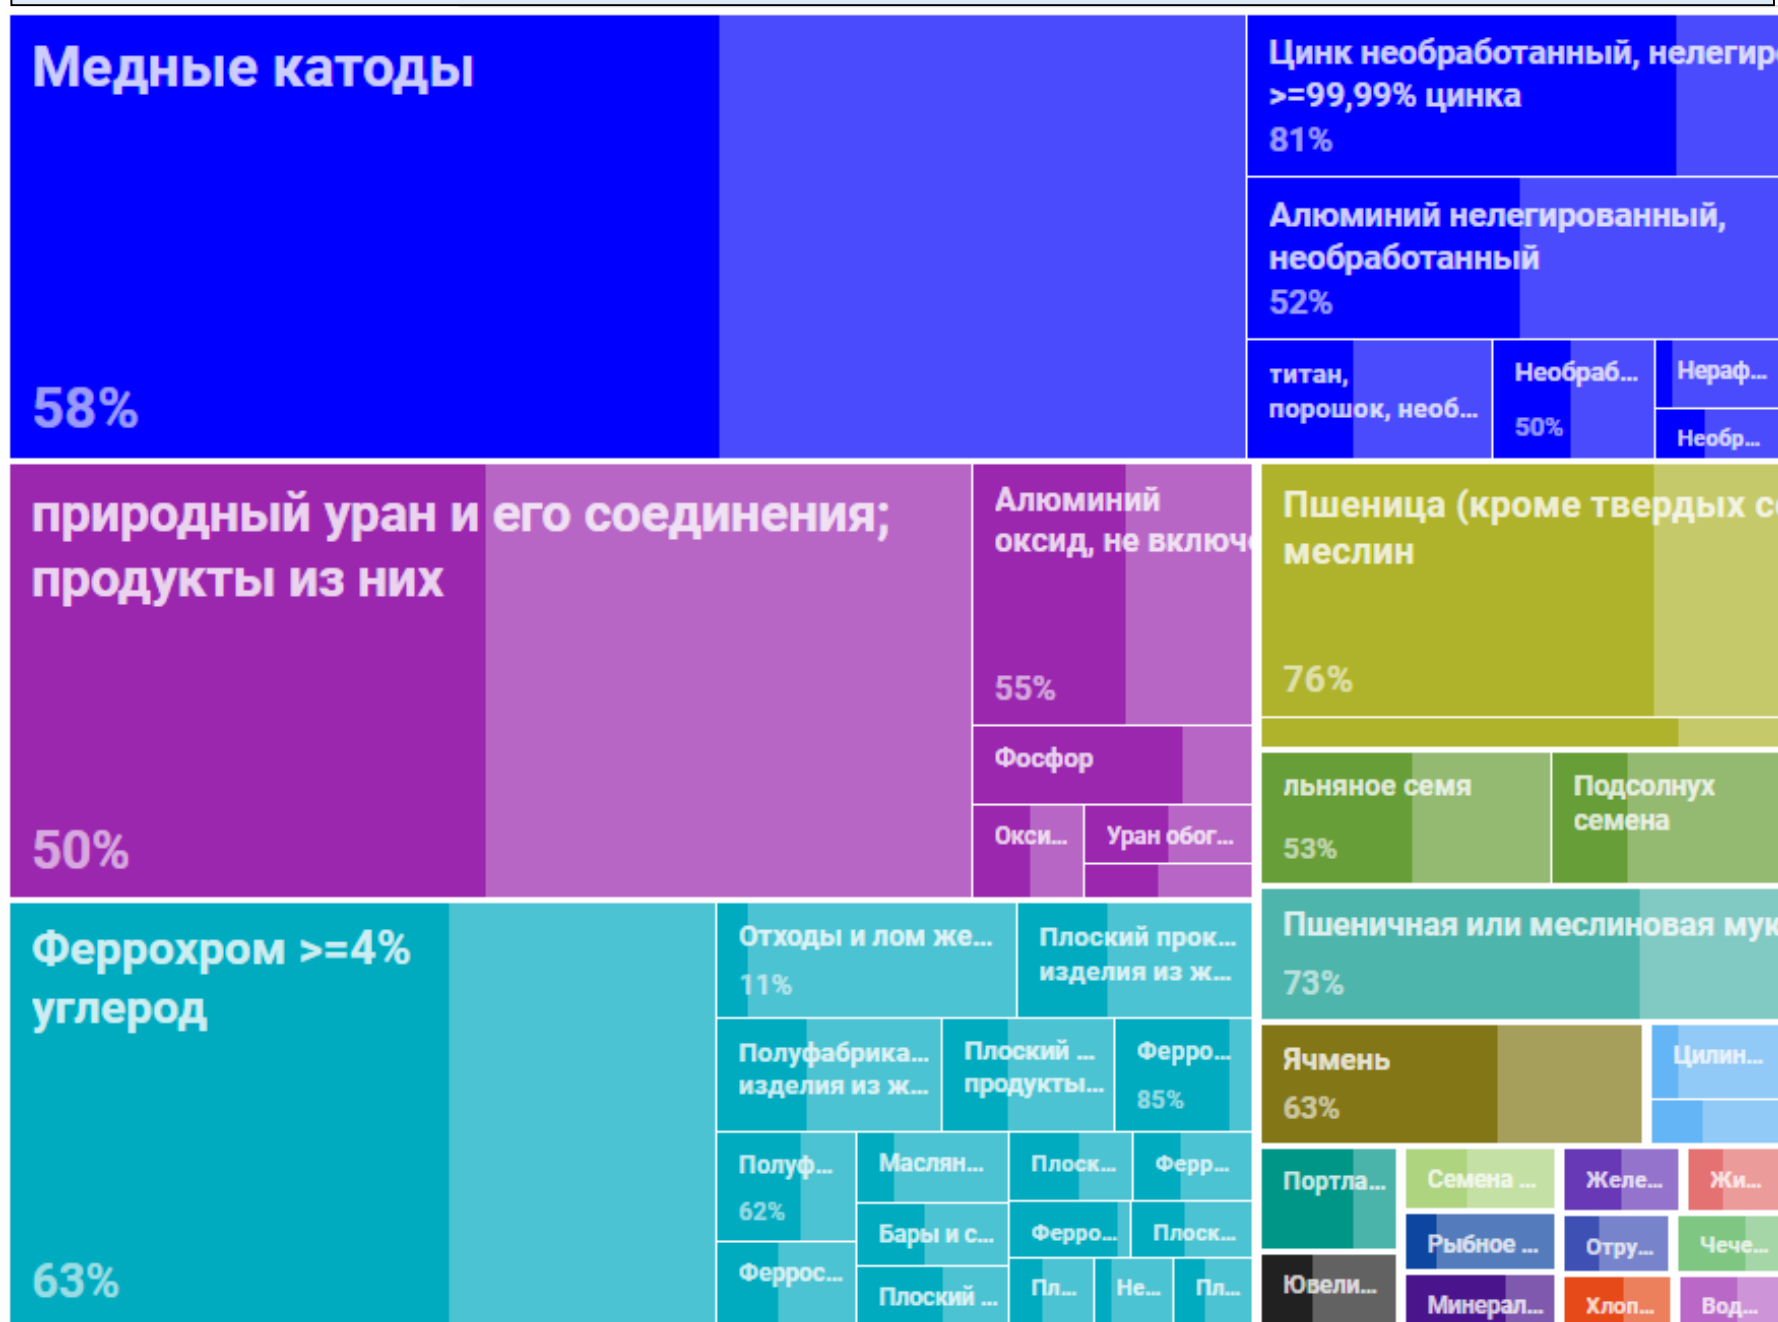 Медные катоды
58%
Цинк необработанный, нелегир
>=99,99% цинка
81%
Алюминий нелегированный,
необработанный
52%
титан,
порошок, необ...
Необраб...
50%
Нераф...
Необр...
природный уран и его соединения;
продукты из них
50%
Алюминий
оксид, не включ
55%
Фосфор
Окси...
Уран обог...
Пшеница (кроме твердых с
меслин
76%
льняное семя
53%
Подсолнух
семена
Пшеничная или меслиновая мук
73%
Ячмень
63%
Цилин...
Феррохром >=4%
углерод
63%
Отходы и лом же...
11%
Плоский прок...
изделия из ж...
Полуфабрика...
изделия из ж...
Плоский ...
продукты...
Ферро...
85%
Полуф...
62%
Маслян...
Плоск...
Ферр...
Бары и с...
Ферро...
Плоск...
Феррос...
Плоский ...
Пл...
Не...
Пл...
Портла...
Семена ...
Желе...
Жи...
Рыбное ...
Отру...
Чече...
Ювели...
Минерал...
Хлоп...
Вод...